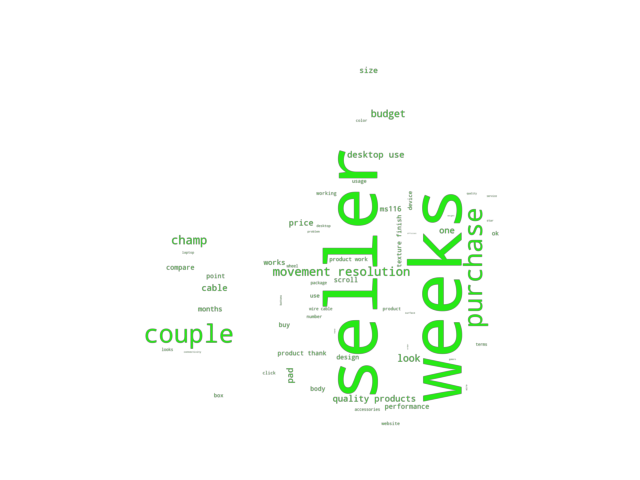 size
budget
color
desktop use
usage
working
device
ms116
price
desktop
texture finish
seller
weeks
purchase
one
ok
champ
works
wheel
product work
movement resolution
compare
point
cable
package
scroll
use
months
wire cable
product
number
couple
buy
looks
product thank
design
look
terms
click
pad
body
box
quality products
performance
accessories
website